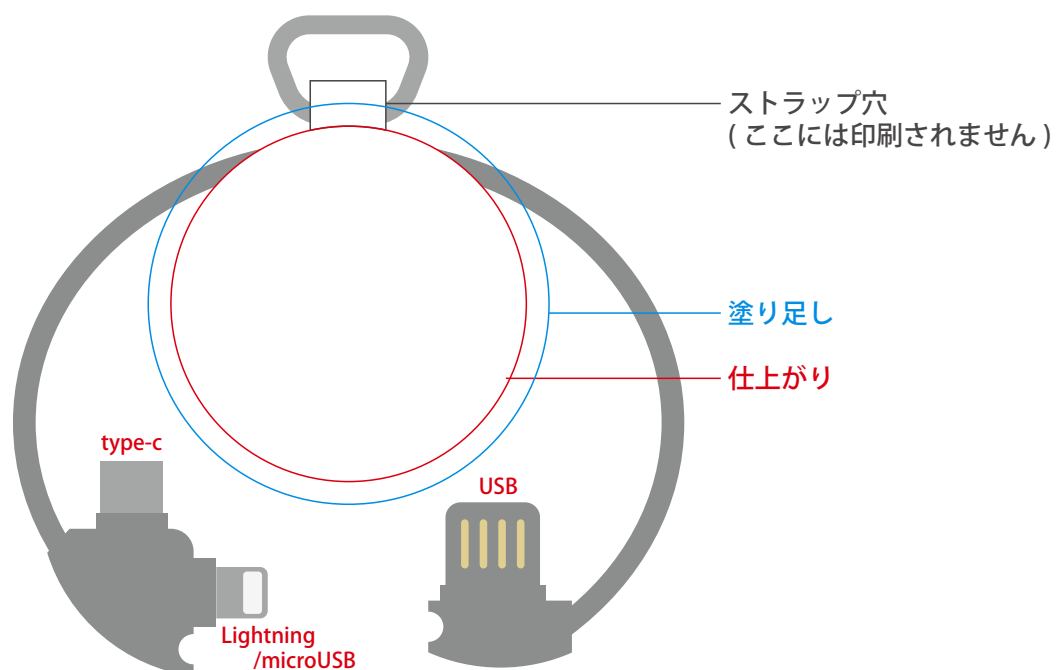 ストラップ穴
( ここには印刷されません )
塗り足し
仕上がり
type-c
USB
Lightning
/microUSB